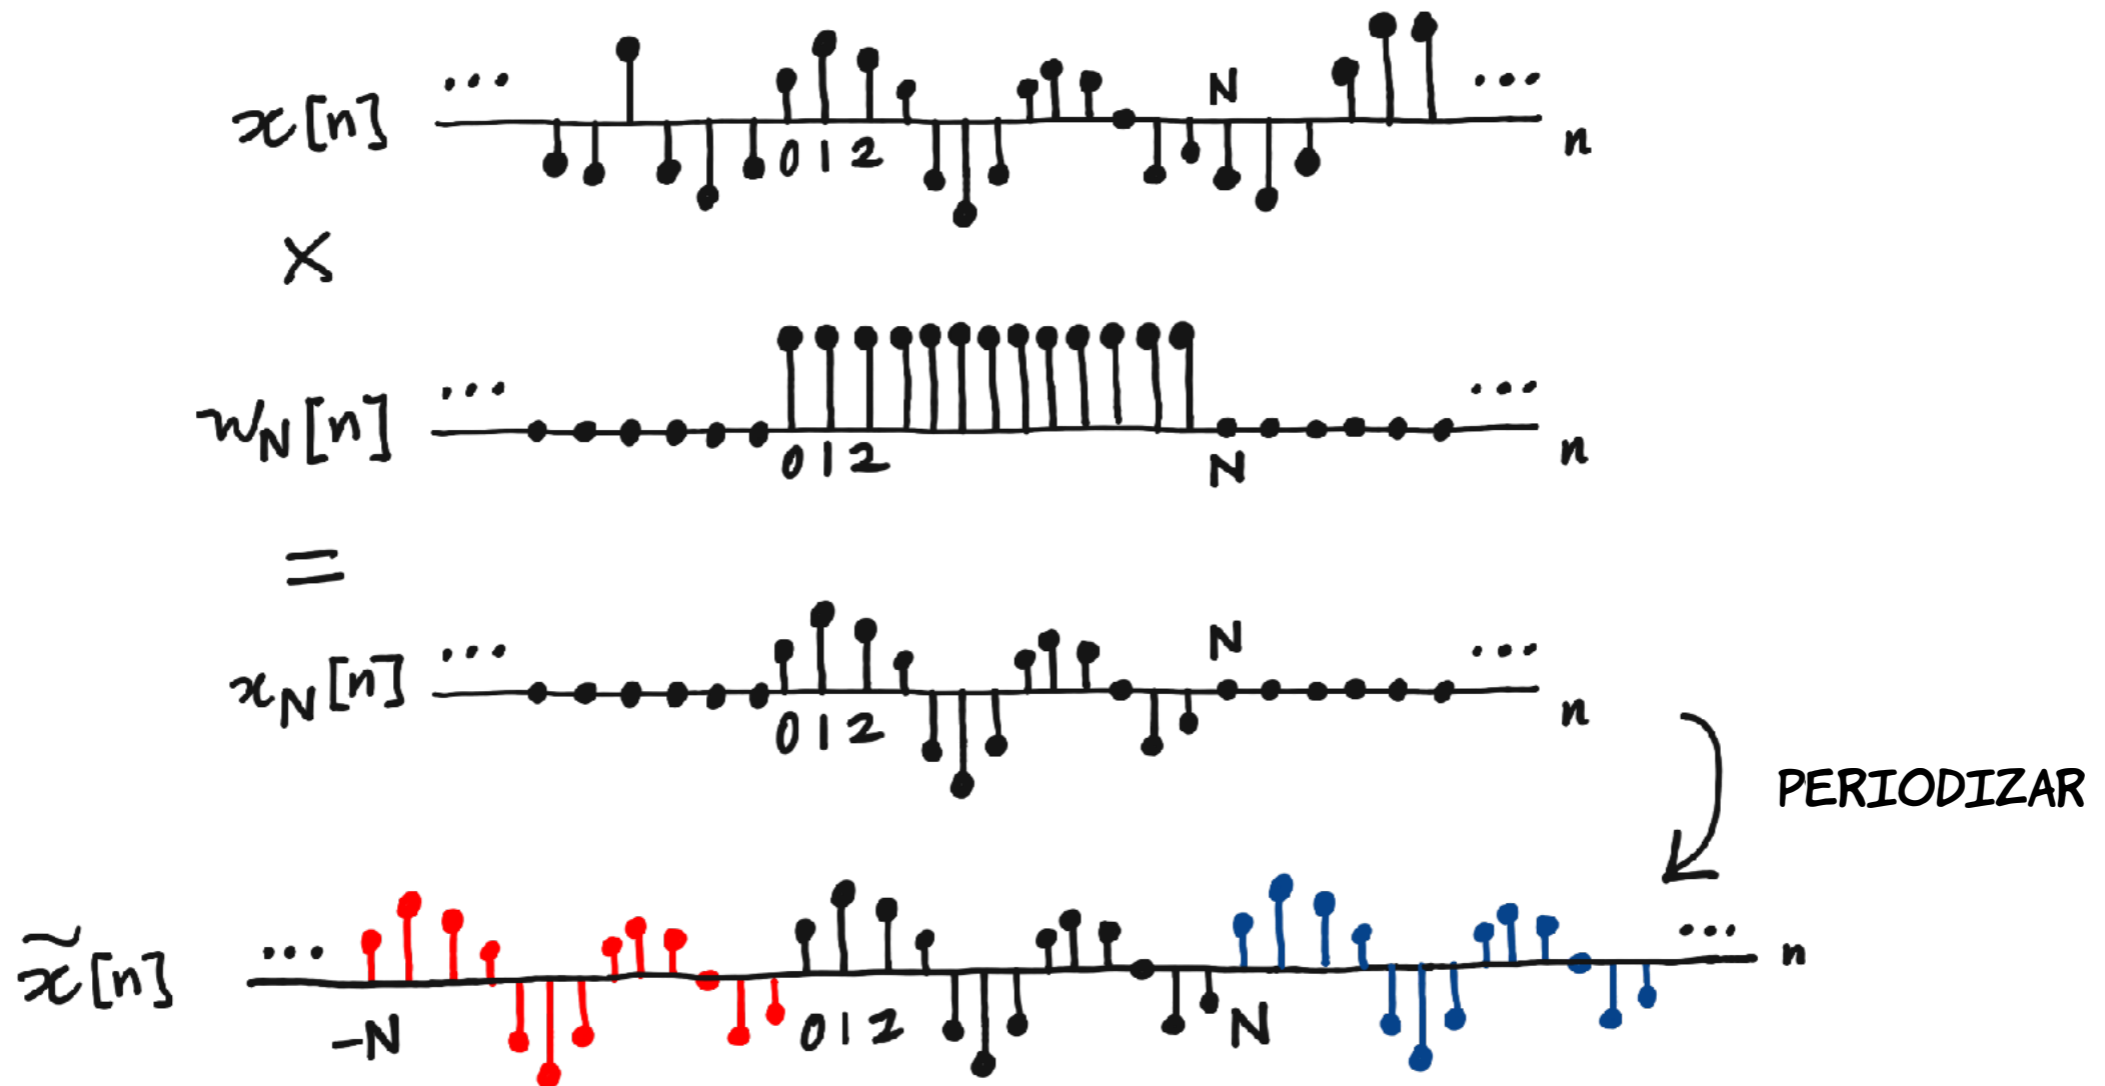 ... N ...
x[n] 0 1 2 n
×
... ...
w_N[n] 0 1 2 N n
=
... N ...
x_N[n] 0 1 2 n
PERIODIZAR
... ...
x̃[n] -N 0 1 2 N n